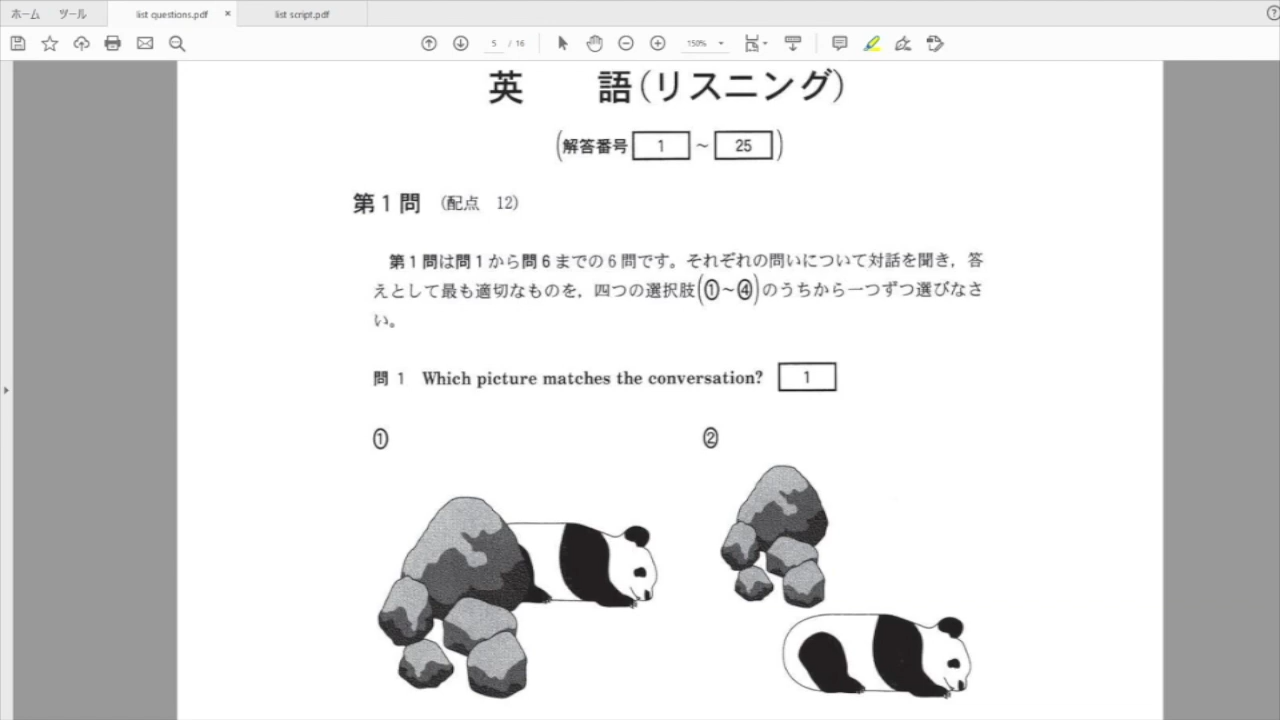 ホーム ツール list questions.pdf × list script.pdf
5 / 16 150%
英 語(リスニング)
(解答番号 1 ~ 25)
第1問 (配点 12)
第1問は問1から問6までの6問です。それぞれの問いについて対話を聞き,答
えとして最も適切なものを,四つの選択肢(①~④)のうちから一つずつ選びなさ
い。
問 1 Which picture matches the conversation? 1
① ②